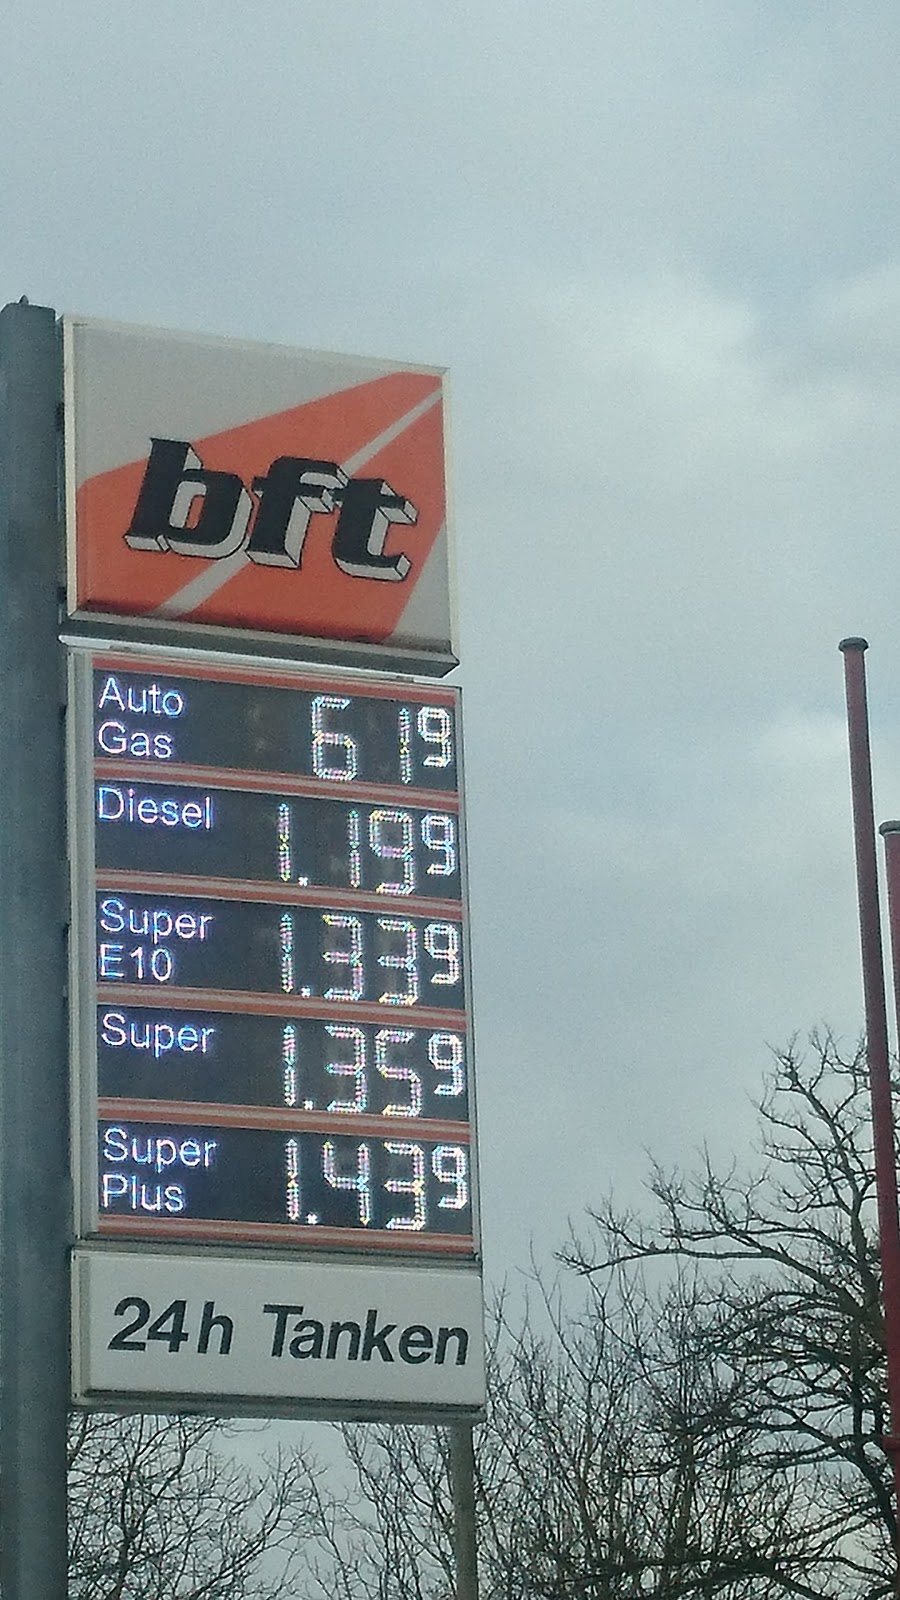 bft
Auto
Gas
61⁹
Diesel
1.19⁹
Super
E10
1.33⁹
Super
1.35⁹
Super
Plus
1.43⁹
24h Tanken